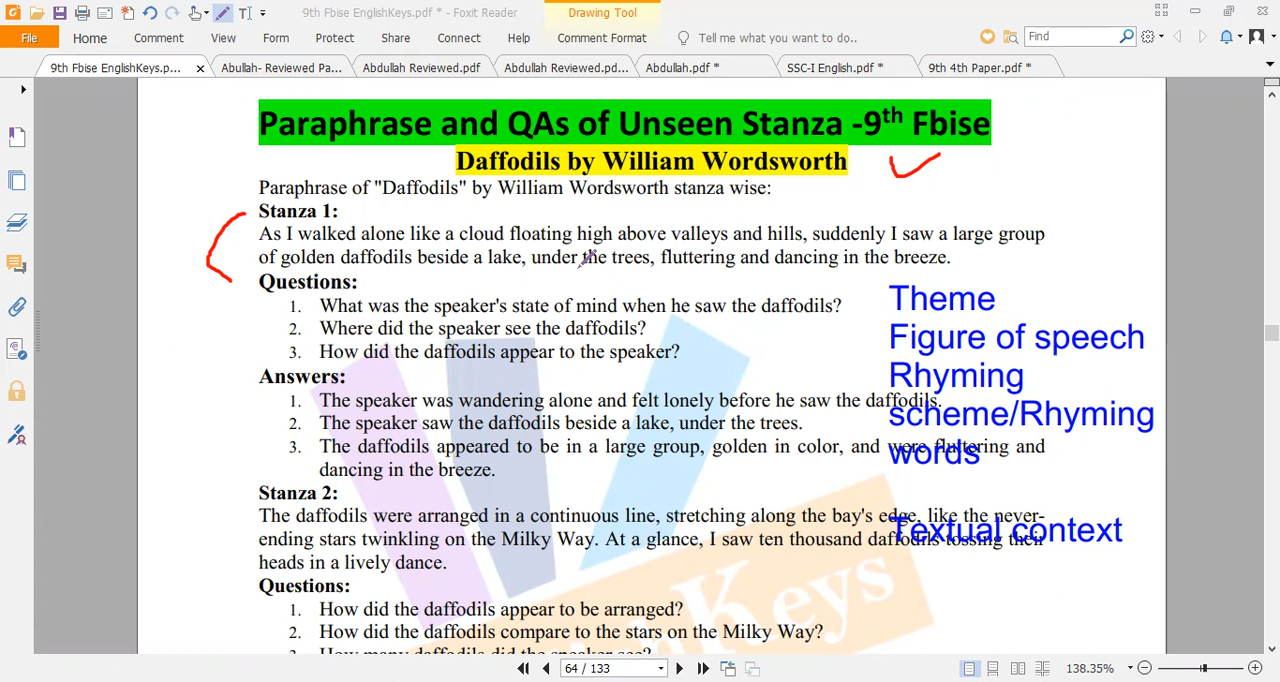 9th Fbise EnglishKeys.pdf * - Foxit Reader
Drawing Tool
File Home Comment View Form Protect Share Connect Help Comment Format Tell me what you want to do.. Find
9th Fbise EnglishKeys.p... Abullah- Reviewed Pa... Abdullah Reviewed.pdf Abdullah Reviewed.pd... Abdullah.pdf * SSC-I English.pdf * 9th 4th Paper.pdf *
Paraphrase and QAs of Unseen Stanza -9th Fbise
Daffodils by William Wordsworth
Paraphrase of "Daffodils" by William Wordsworth stanza wise:
Stanza 1:
As I walked alone like a cloud floating high above valleys and hills, suddenly I saw a large group
of golden daffodils beside a lake, under the trees, fluttering and dancing in the breeze.
Questions:
1. What was the speaker's state of mind when he saw the daffodils?
2. Where did the speaker see the daffodils?
3. How did the daffodils appear to the speaker?
Theme
Figure of speech
Rhyming
scheme/Rhyming
words
Textual context
Answers:
1. The speaker was wandering alone and felt lonely before he saw the daffodils.
2. The speaker saw the daffodils beside a lake, under the trees.
3. The daffodils appeared to be in a large group, golden in color, and were fluttering and
dancing in the breeze.
Stanza 2:
The daffodils were arranged in a continuous line, stretching along the bay's edge, like the never-
ending stars twinkling on the Milky Way. At a glance, I saw ten thousand daffodils tossing their
heads in a lively dance.
Questions:
1. How did the daffodils appear to be arranged?
2. How did the daffodils compare to the stars on the Milky Way?
3. How many daffodils did the speaker see?
64 / 133
138.35%